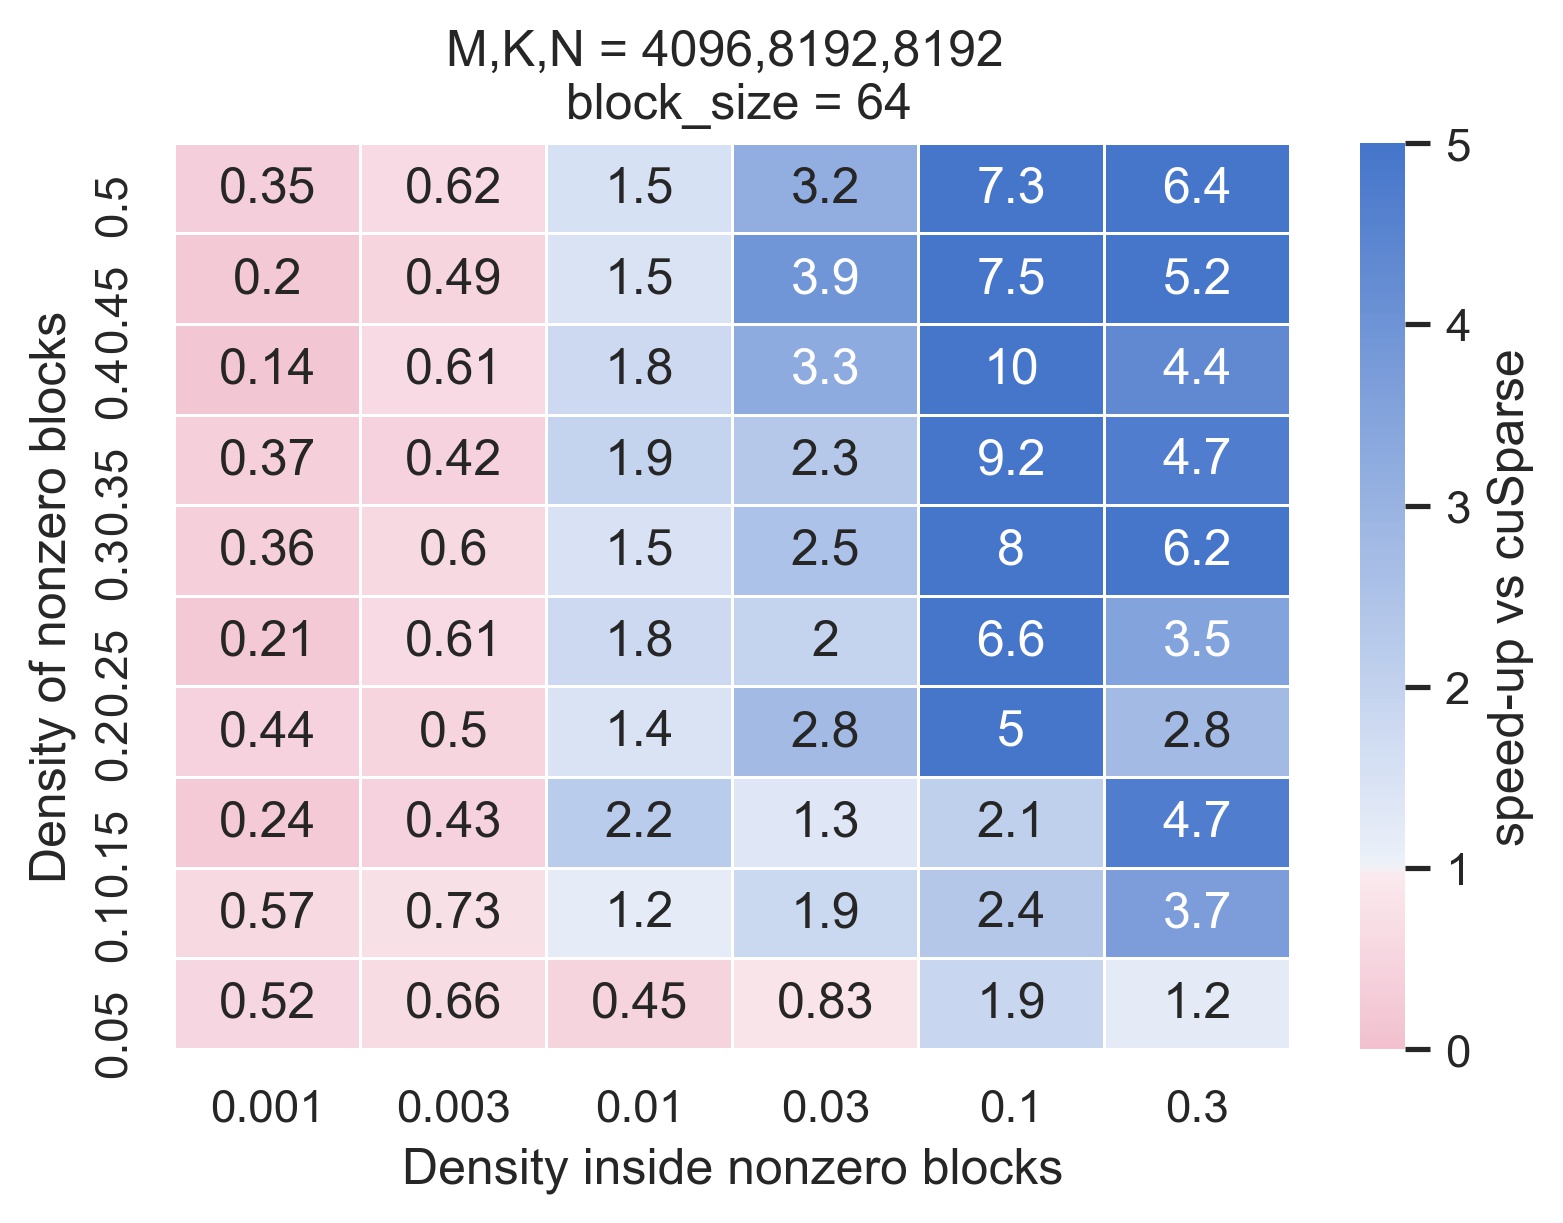 M,K,N = 4096,8192,8192
block_size = 64
Density of nonzero blocks
0.5 0.35 0.62 1.5 3.2 7.3 6.4
0.45 0.2 0.49 1.5 3.9 7.5 5.2
0.4 0.14 0.61 1.8 3.3 10 4.4
0.35 0.37 0.42 1.9 2.3 9.2 4.7
0.3 0.36 0.6 1.5 2.5 8 6.2
0.25 0.21 0.61 1.8 2 6.6 3.5
0.2 0.44 0.5 1.4 2.8 5 2.8
0.15 0.24 0.43 2.2 1.3 2.1 4.7
0.1 0.57 0.73 1.2 1.9 2.4 3.7
0.05 0.52 0.66 0.45 0.83 1.9 1.2
0.001 0.003 0.01 0.03 0.1 0.3
Density inside nonzero blocks
5
4
3
2
1
0
speed-up vs cuSparse